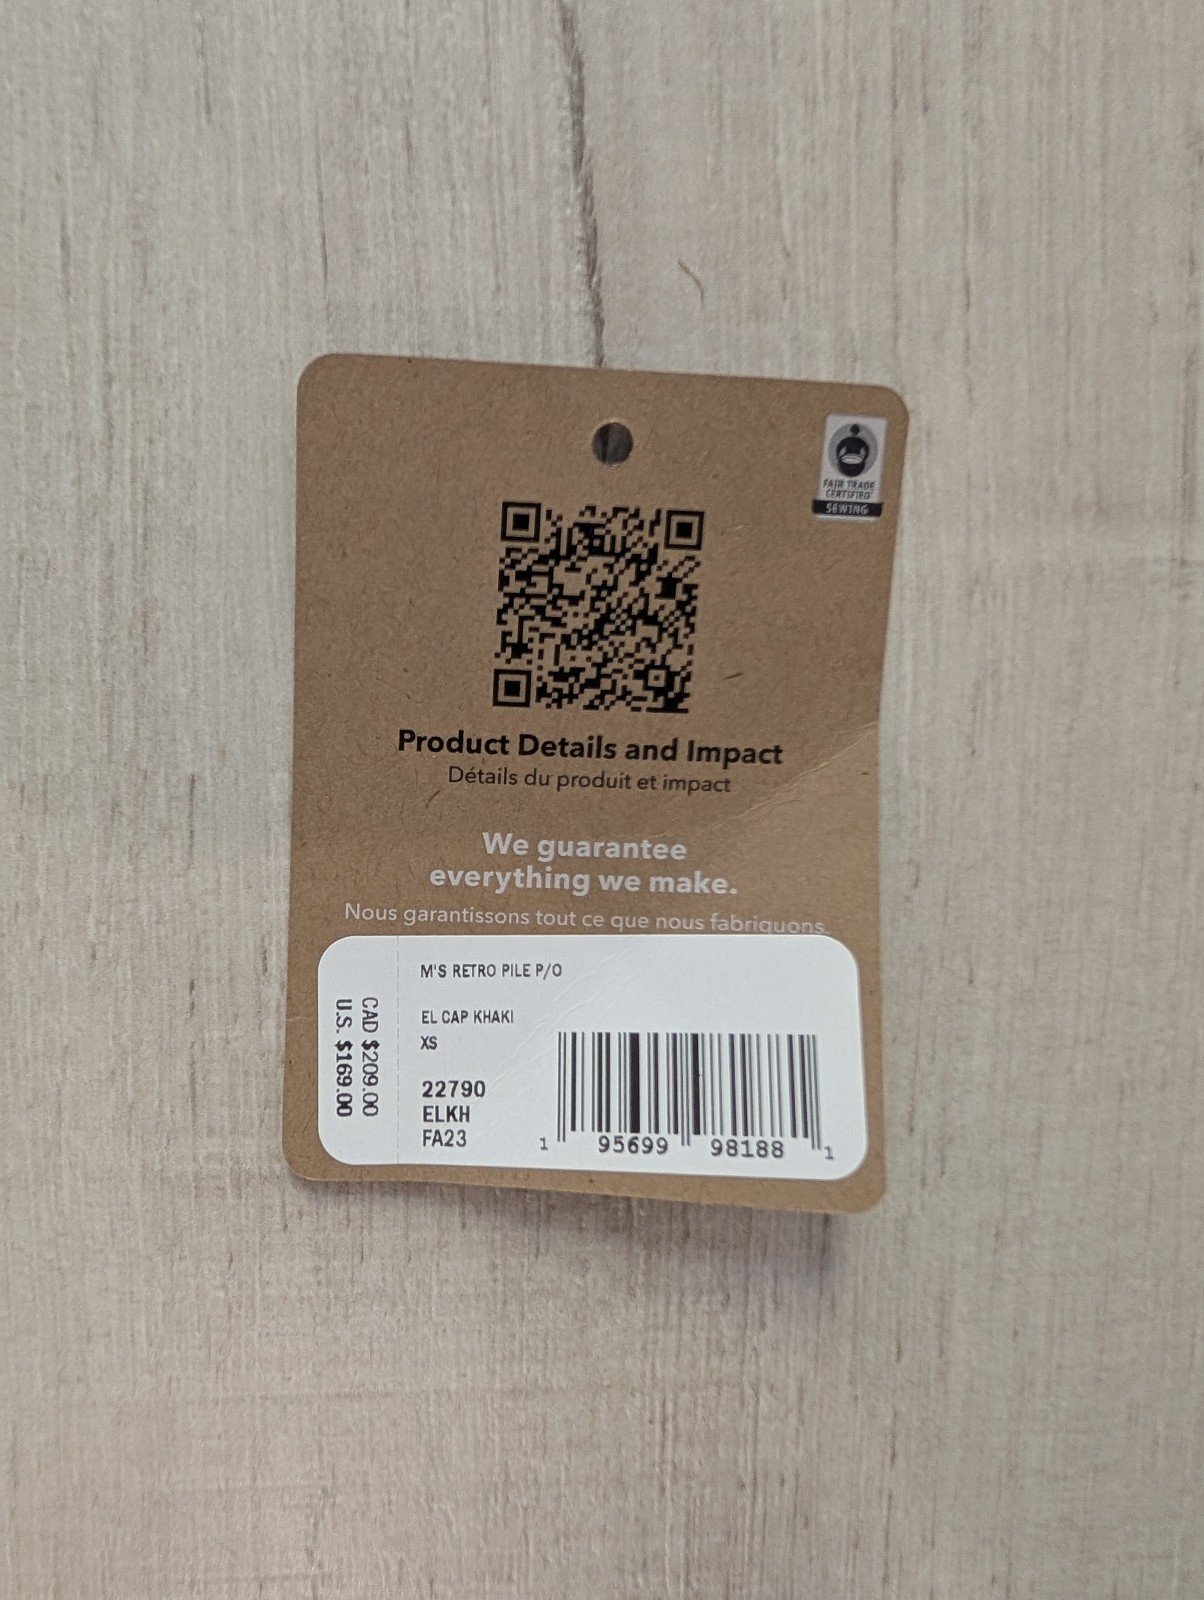 FAIR TRADE
CERTIFIED™
SEWING
Product Details and Impact
Détails du produit et impact
We guarantee
everything we make.
Nous garantissons tout ce que nous fabriquons.
M'S RETRO PILE P/O
EL CAP KHAKI
XS
22790
ELKH
FA23
CAD $209.00
U.S. $169.00
1 95699 98188 1